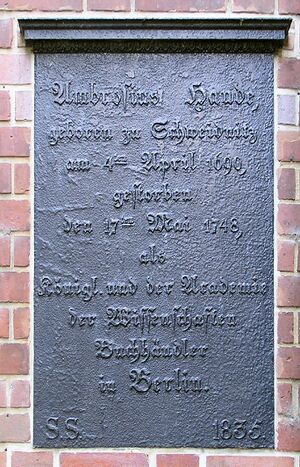 Ambrosius Haude,
geboren zu Schweidnitz
am 4ten April 1690,
gestorben
den 17ten Mai 1748,
als
Königl. und der Academie
der Wissenschaften
Buchhändler
in Berlin.
S.S. 1835.